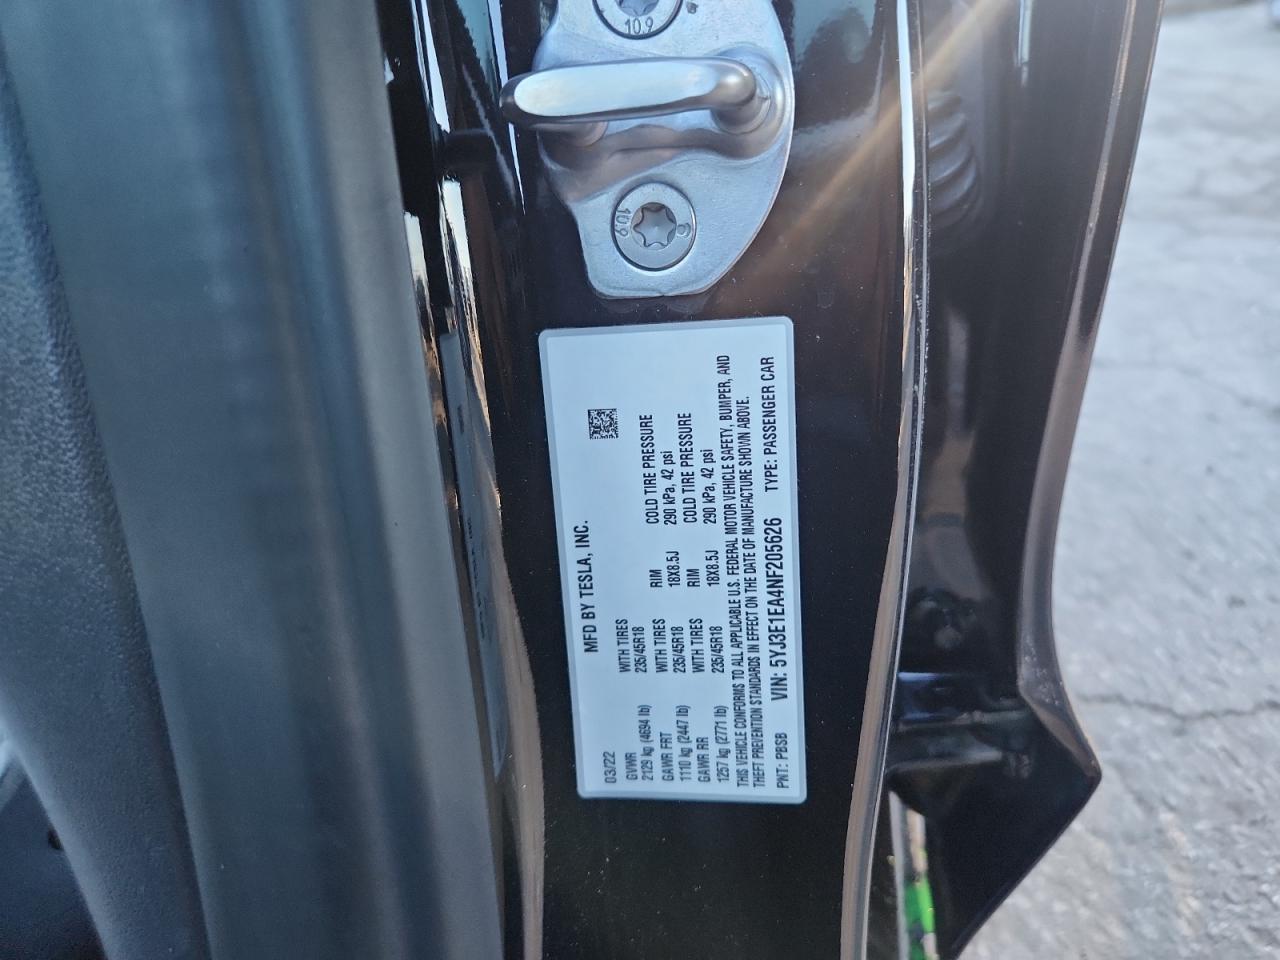 10.9
10.9
MFD BY TESLA, INC.
03/22
GVWR WITH TIRES RIM COLD TIRE PRESSURE
2129 kg (4694 lb) 235/45R18 18X8.5J 290 kPa, 42 psi
GAWR FRT WITH TIRES RIM COLD TIRE PRESSURE
1110 kg (2447 lb) 235/45R18 18X8.5J 290 kPa, 42 psi
GAWR RR WITH TIRES
1257 kg (2771 lb) 235/45R18
THIS VEHICLE CONFORMS TO ALL APPLICABLE U.S. FEDERAL MOTOR VEHICLE SAFETY, BUMPER, AND
THEFT PREVENTION STANDARDS IN EFFECT ON THE DATE OF MANUFACTURE SHOWN ABOVE.
PNT: PBSB VIN: 5YJ3E1EA4NF205626 TYPE: PASSENGER CAR